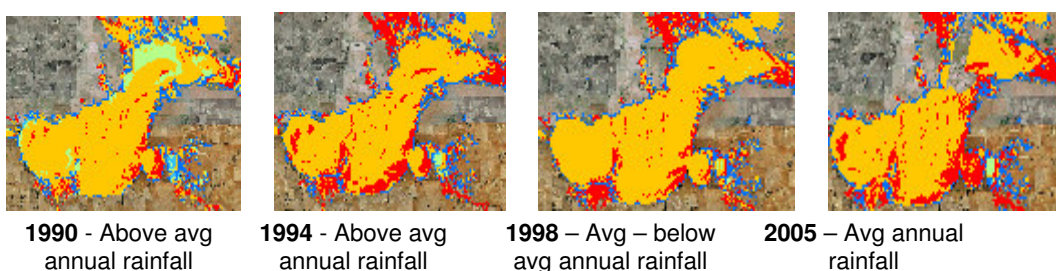 1990 - Above avg
annual rainfall
1994 - Above avg
annual rainfall
1998 – Avg – below
avg annual rainfall
2005 – Avg annual
rainfall